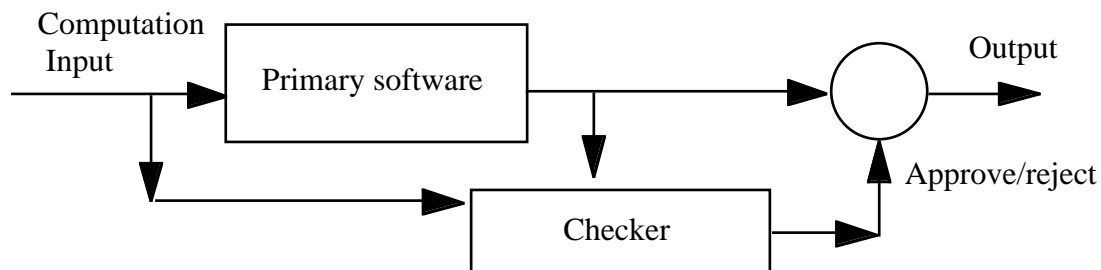 Computation
Input
Primary software
Output
Approve/reject
Checker